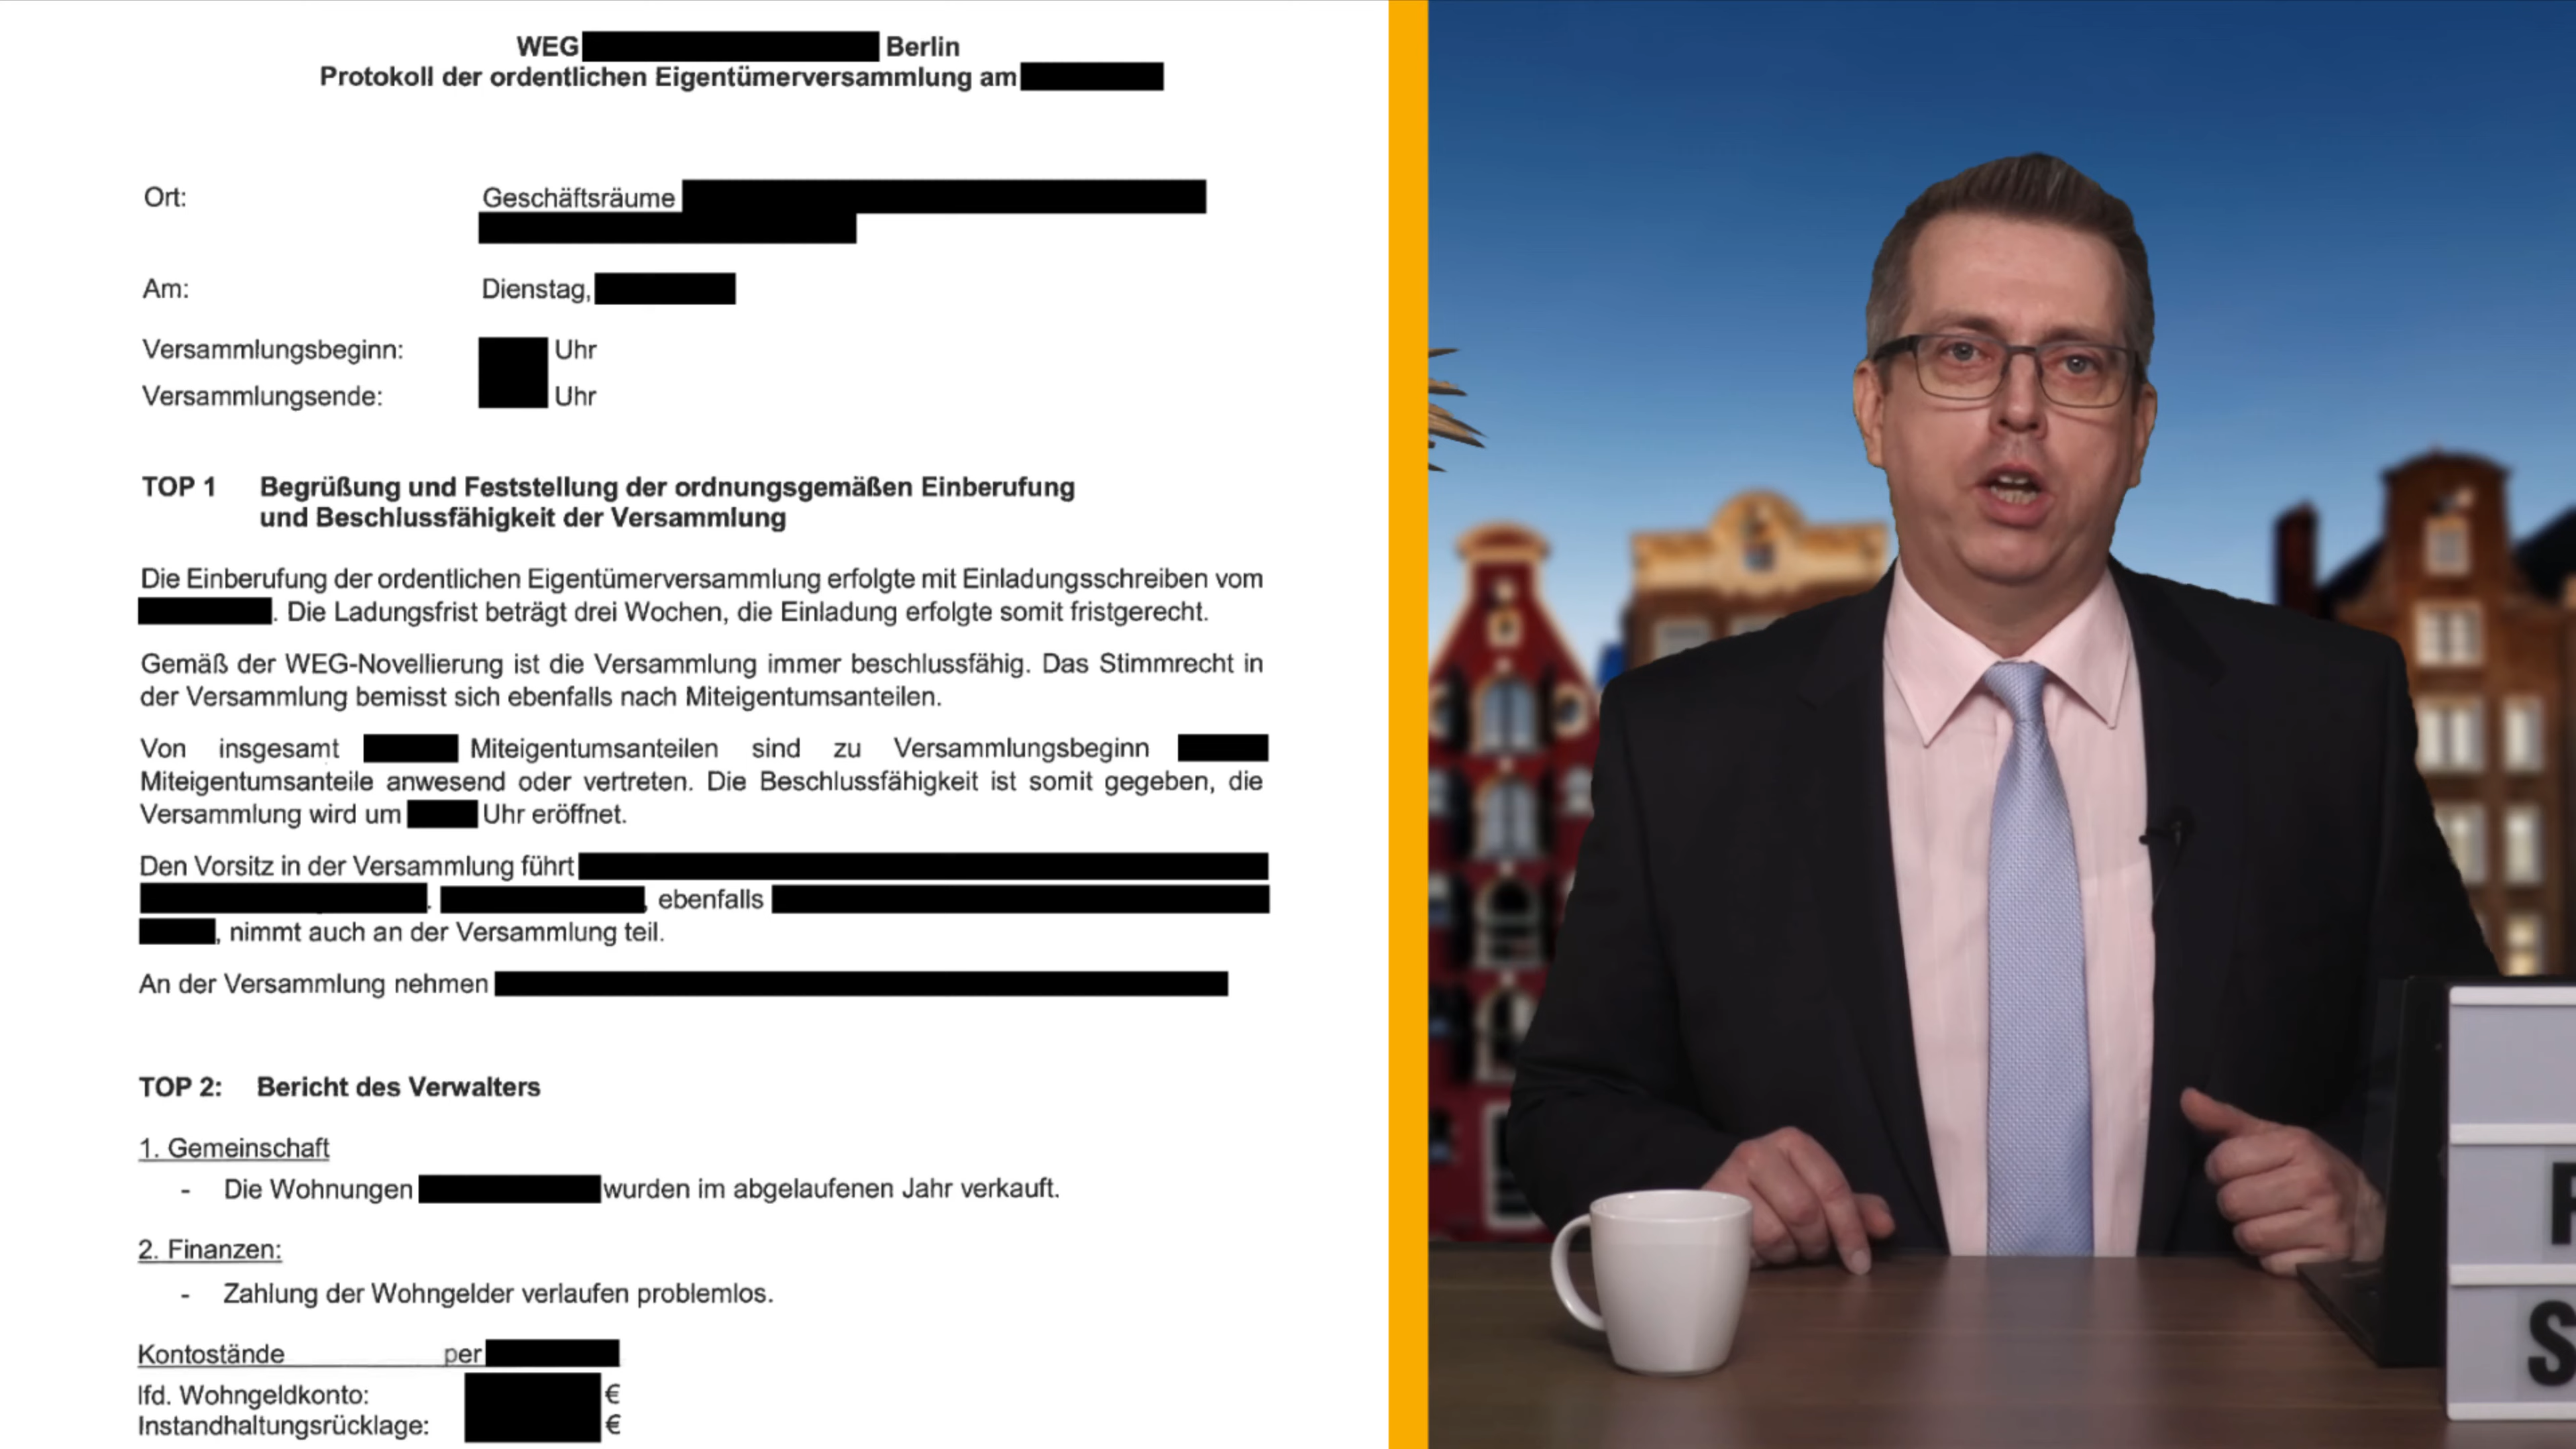 WEG Berlin
Protokoll der ordentlichen Eigentümerversammlung am
Ort: Geschäftsräume
Am: Dienstag,
Versammlungsbeginn: Uhr
Versammlungsende: Uhr
TOP 1 Begrüßung und Feststellung der ordnungsgemäßen Einberufung
und Beschlussfähigkeit der Versammlung
Die Einberufung der ordentlichen Eigentümerversammlung erfolgte mit Einladungsschreiben vom
. Die Ladungsfrist beträgt drei Wochen, die Einladung erfolgte somit fristgerecht.
Gemäß der WEG-Novellierung ist die Versammlung immer beschlussfähig. Das Stimmrecht in
der Versammlung bemisst sich ebenfalls nach Miteigentumsanteilen.
Von insgesamt Miteigentumsanteilen sind zu Versammlungsbeginn
Miteigentumsanteile anwesend oder vertreten. Die Beschlussfähigkeit ist somit gegeben, die
Versammlung wird um Uhr eröffnet.
Den Vorsitz in der Versammlung führt
. , ebenfalls
, nimmt auch an der Versammlung teil.
An der Versammlung nehmen
TOP 2: Bericht des Verwalters
1. Gemeinschaft
- Die Wohnungen wurden im abgelaufenen Jahr verkauft.
2. Finanzen:
- Zahlung der Wohngelder verlaufen problemlos.
Kontostände per
lfd. Wohngeldkonto: €
Instandhaltungsrücklage: €